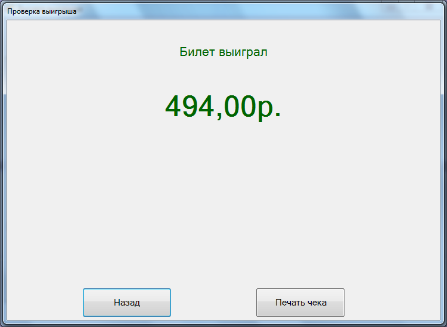 Проверка выигрыша
Билет выиграл
494,00р.
Назад
Печать чека